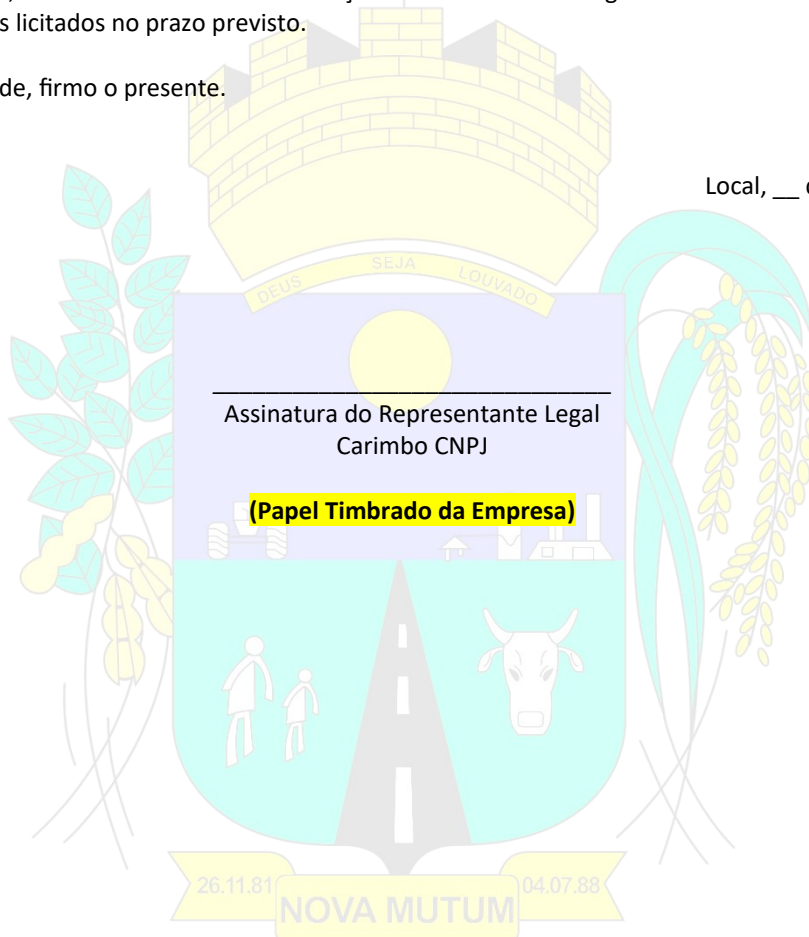 s licitados no prazo previsto.
de, firmo o presente.
Local, __
DEUS SEJA LOUVADO
Assinatura do Representante Legal
Carimbo CNPJ
(Papel Timbrado da Empresa)
26.11.81
04.07.88
NOVA MUTUM